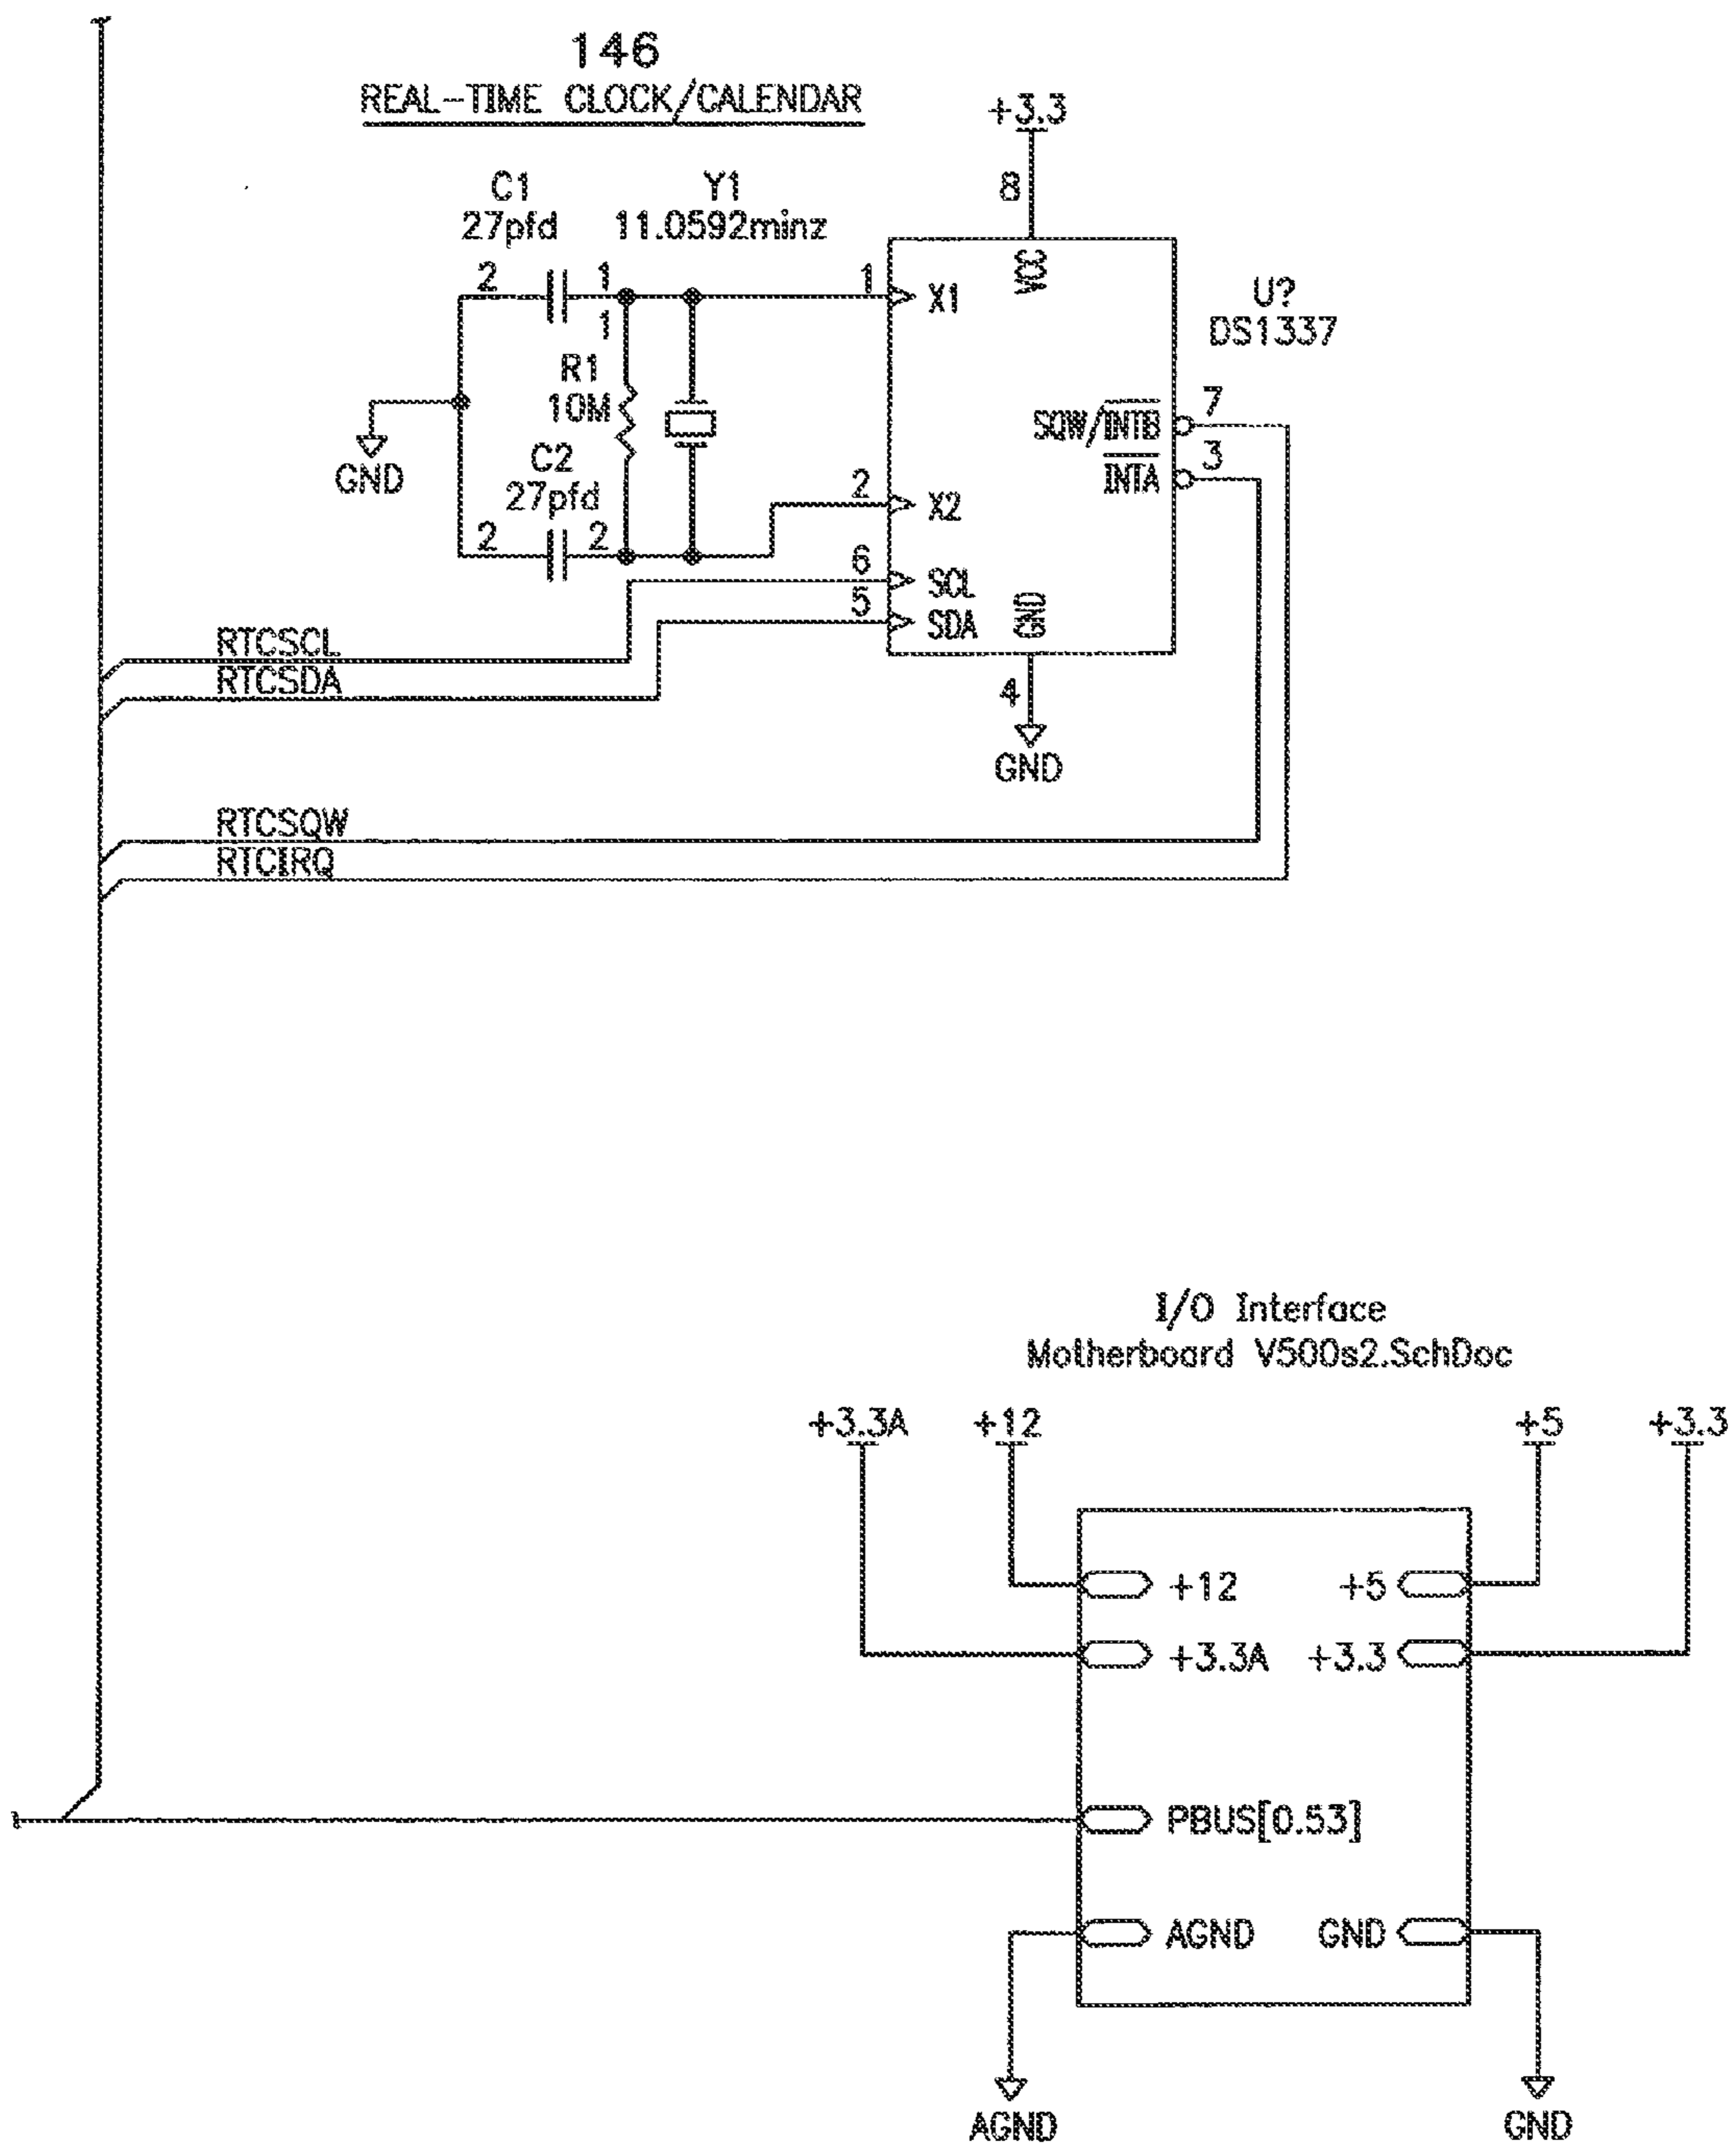 146
REAL-TIME CLOCK/CALENDAR
+3.3
8
C1
27pfd
Y1
11.0592minz
2
1
1
1
X1
VCC
U?
DS1337
R1
10M
GND
C2
27pfd
2
2
2
X2
SQW/INTB
7
INTA
3
6
SCL
5
SDA
GND
4
GND
RTCSCL
RTCSDA
RTCSQW
RTCIRQ
I/O Interface
Motherboard V500s2.SchDoc
+3.3A
+12
+5
+3.3
+12
+5
+3.3A
+3.3
PBUS[0.53]
AGND
GND
AGND
GND